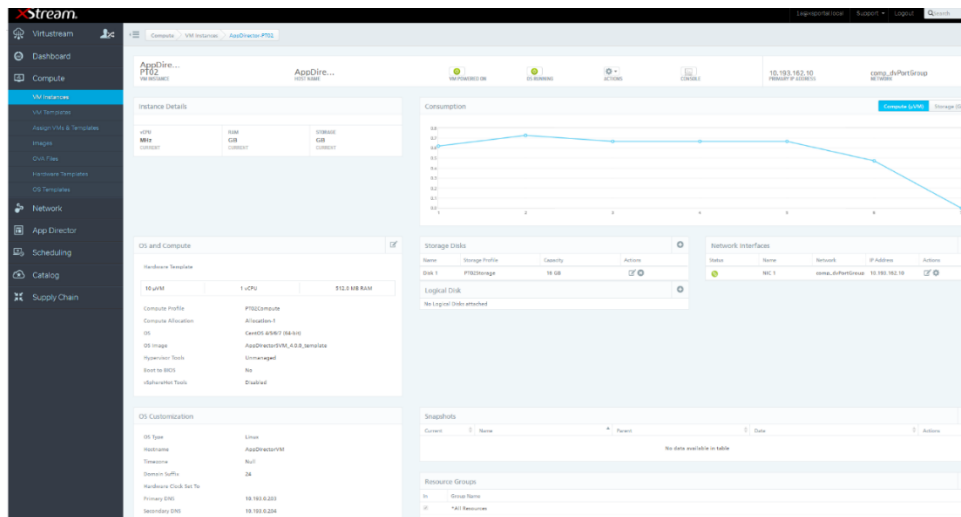 xStream.
Support Logout Search
Virtustream
Compute VM Instances AppDirector-PT02
Dashboard
Compute
VM Instances
VM Templates
Assign VMs & Templates
Images
OVA Files
Hardware Templates
OS Templates
Network
App Director
Scheduling
Catalog
Supply Chain
AppDire...
PT02
VM INSTANCE
AppDire...
HOST NAME
VM POWERED ON
OS RUNNING
ACTIONS
CONSOLE
10.193.162.10
PRIMARY IP ADDRESS
comp_dvPortGroup
NETWORK
Instance Details
vCPU
MHz
CURRENT
RAM
GB
CURRENT
STORAGE
GB
CURRENT
Consumption
Compute (µVM) Storage
OS and Compute
Hardware Template
16 µVM 1 vCPU 512.0 MB RAM
Compute Profile PT02Compute
Compute Allocation Allocation-1
OS CentOS 4/5/6/7 (64-bit)
OS Image AppDirectorSVM_4.0.8_template
Hypervisor Tools Unmanaged
Boot to BIOS No
vSphereNet Tools Disabled
Storage Disks
Name Storage Profile Capacity Actions
Disk 1 PT02Storage 16 GB
Logical Disk
No Logical Disks attached
Network Interfaces
Status Name Network IP Address Actions
NIC 1 comp_dvPortGroup 10.193.162.10
OS Customization
OS Type Linux
Hostname AppDirectorVM
Timezone Null
Domain Suffix 24
Hardware Clock Set To
Primary DNS 10.193.0.203
Secondary DNS 10.193.0.204
Snapshots
Current Name Parent Date Actions
No data available in table
Resource Groups
In Group Name
*All Resources